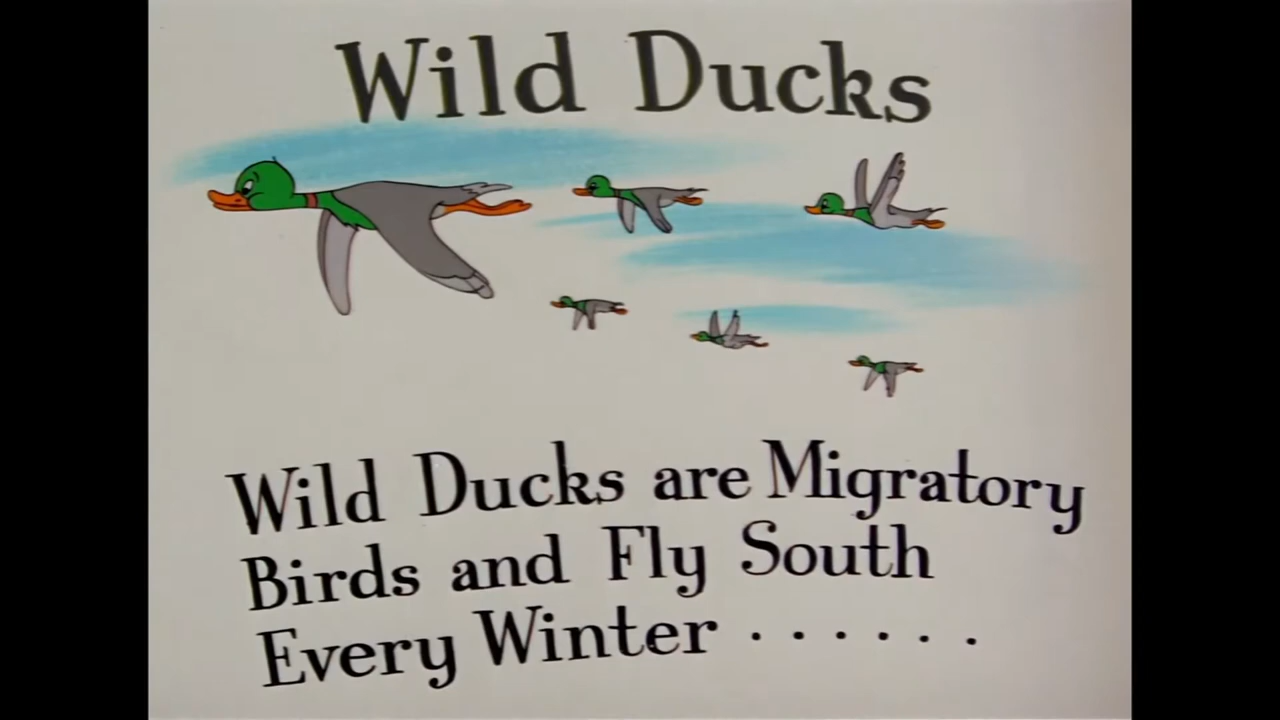 Wild Ducks
Wild Ducks are Migratory
Birds and Fly South
Every Winter . . . . . .